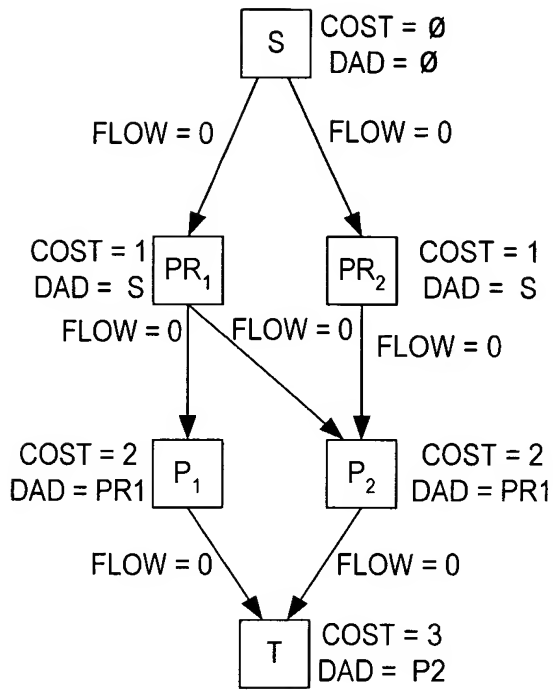 S
COST = Ø
DAD = Ø
FLOW = 0
FLOW = 0
COST = 1
DAD = S
PR1
PR2
COST = 1
DAD = S
FLOW = 0
FLOW = 0
FLOW = 0
COST = 2
DAD = PR1
P1
P2
COST = 2
DAD = PR1
FLOW = 0
FLOW = 0
T
COST = 3
DAD = P2